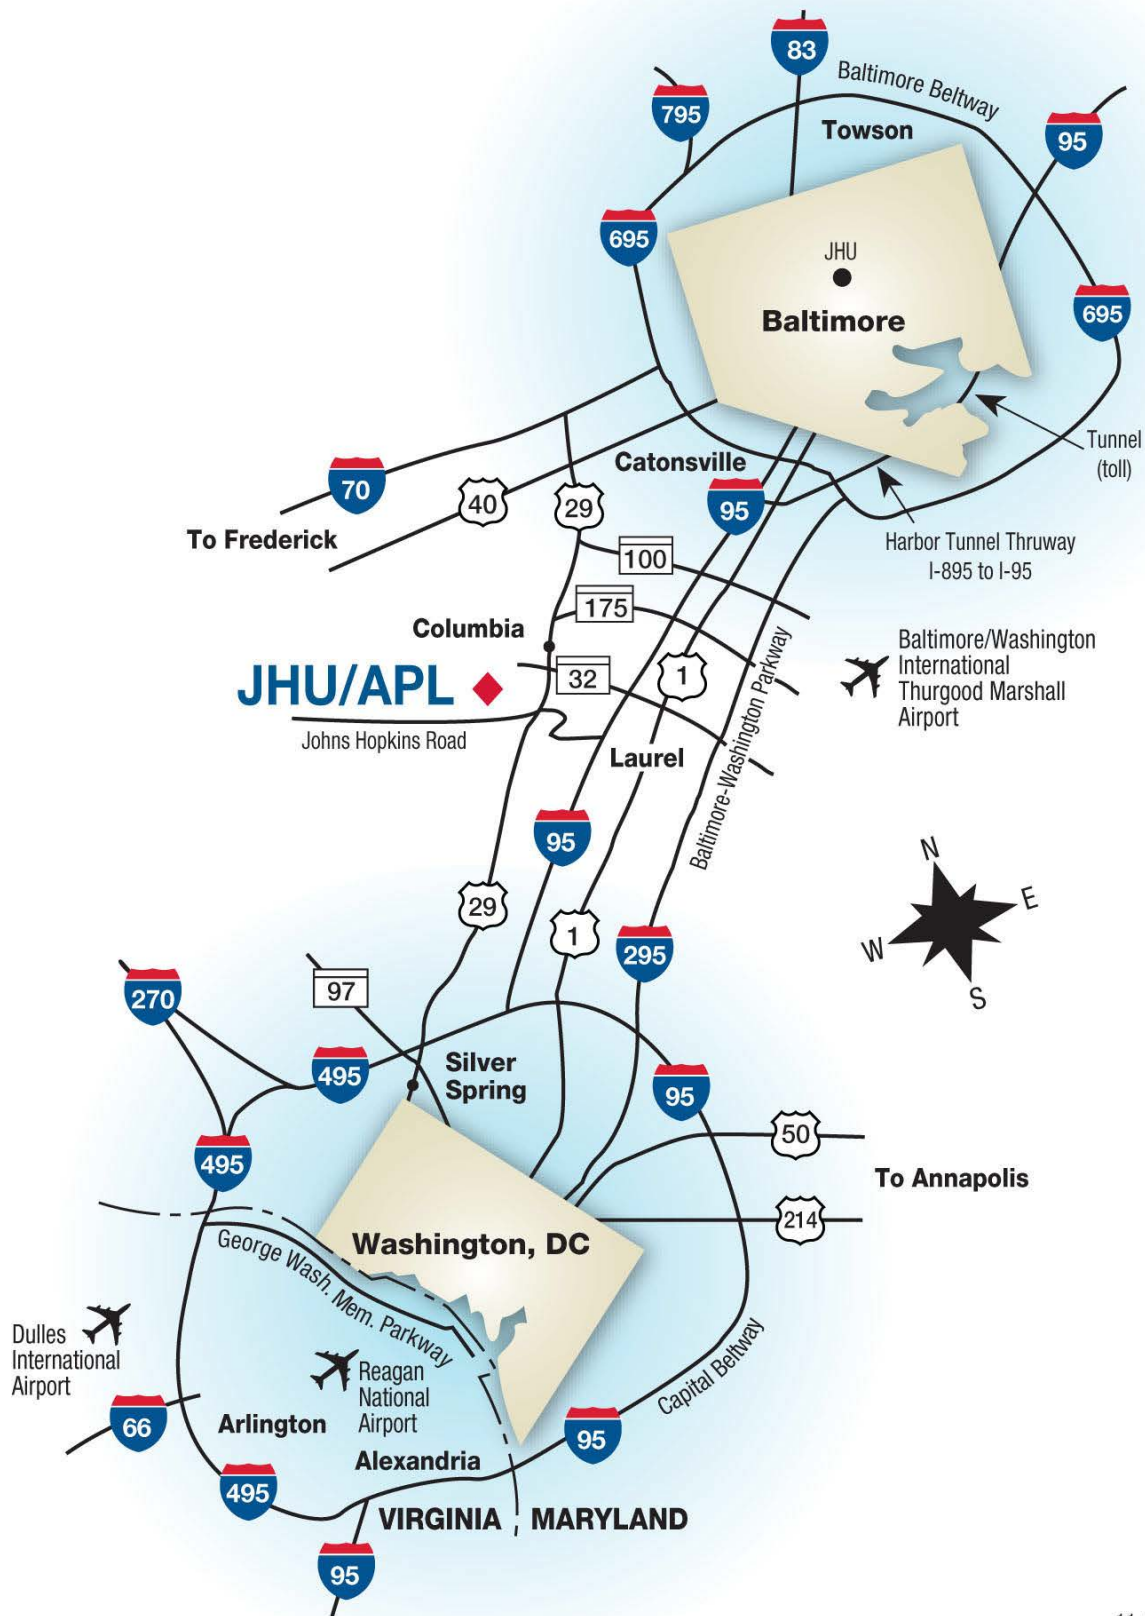 83
Baltimore Beltway
795
Towson
95
695
JHU
Baltimore
695
Tunnel
(toll)
Catonsville
70
40
29
95
To Frederick
Harbor Tunnel Thruway
I-895 to I-95
100
175
Columbia
Baltimore/Washington
International
Thurgood Marshall
Airport
JHU/APL
32
1
Johns Hopkins Road
Laurel
Baltimore-Washington Parkway
95
N
E
W
S
29
1
295
270
97
495
Silver
Spring
95
50
495
To Annapolis
214
Washington, DC
George Wash. Mem. Parkway
Dulles
International
Airport
Reagan
National
Airport
Capital Beltway
66
Arlington
95
Alexandria
495
VIRGINIA
MARYLAND
95